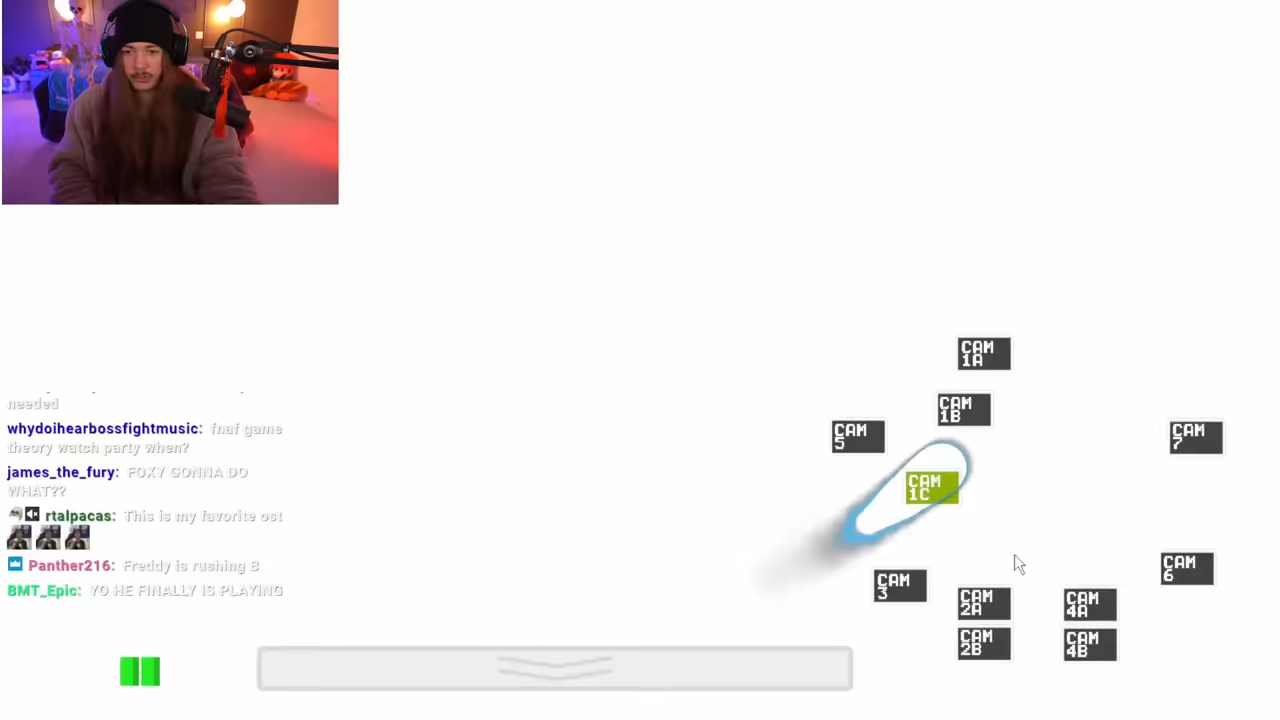 needed
whydoihearbossfightmusic: fnaf game
theory watch party when?
james_the_fury: FOXY GONNA DO
WHAT??
rtalpacas: This is my favorite ost
Panther216: Freddy is rushing B
BMT_Epic: YO HE FINALLY IS PLAYING
CAM
1A
CAM
1B
CAM
5
CAM
7
CAM
1C
CAM
6
CAM
3
CAM
2A
CAM
4A
CAM
2B
CAM
4B